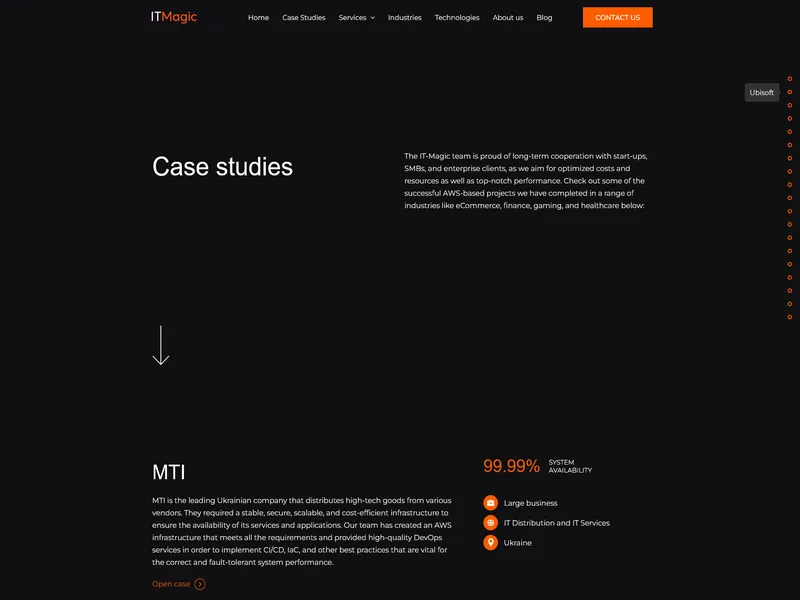 ITMagic
Home
Case Studies
Services
Industries
Technologies
About us
Blog
CONTACT US
Ubisoft
Case studies
The IT-Magic team is proud of long-term cooperation with start-ups,
SMBs, and enterprise clients, as we aim for optimized costs and
resources as well as top-notch performance. Check out some of the
successful AWS-based projects we have completed in a range of
industries like eCommerce, finance, gaming, and healthcare below:
MTI
MTI is the leading Ukrainian company that distributes high-tech goods from various
vendors. They required a stable, secure, scalable, and cost-efficient infrastructure to
ensure the availability of its services and applications. Our team has created an AWS
infrastructure that meets all the requirements and provided high-quality DevOps
services in order to implement CI/CD, IaC, and other best practices that are vital for
the correct and fault-tolerant system performance.
Open case
99.99%
SYSTEM
AVAILABILITY
Large business
IT Distribution and IT Services
Ukraine